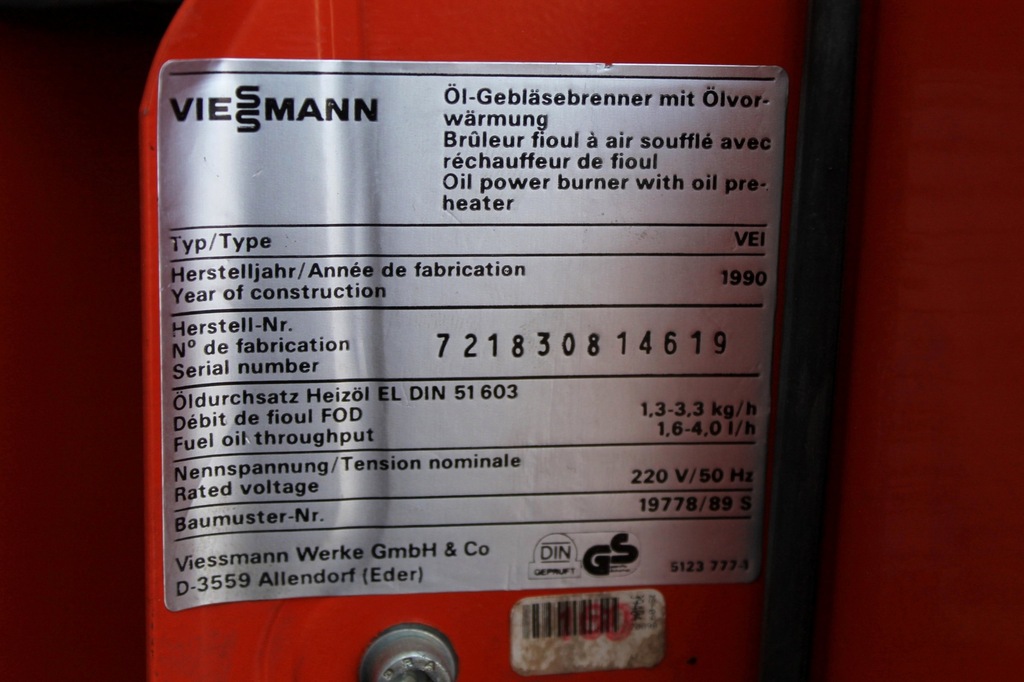 VIESSMANN
Öl-Gebläsebrenner mit Ölvor-
wärmung
Brûleur fioul à air soufflé avec
réchauffeur de fioul
Oil power burner with oil pre-
heater
Typ/Type VEI
Herstelljahr/Année de fabrication
Year of construction 1990
Herstell-Nr.
N° de fabrication
Serial number 721830814619
Öldurchsatz Heizöl EL DIN 51 603
Débit de fioul FOD 1,3-3,3 kg/h
Fuel oil throughput 1,6-4,0 l/h
Nennspannung/Tension nominale
Rated voltage 220 V/50 Hz
Baumuster-Nr. 19778/89 S
Viessmann Werke GmbH & Co
D-3559 Allendorf (Eder)
DIN
GEPRÜFT
GS
5123 777-1